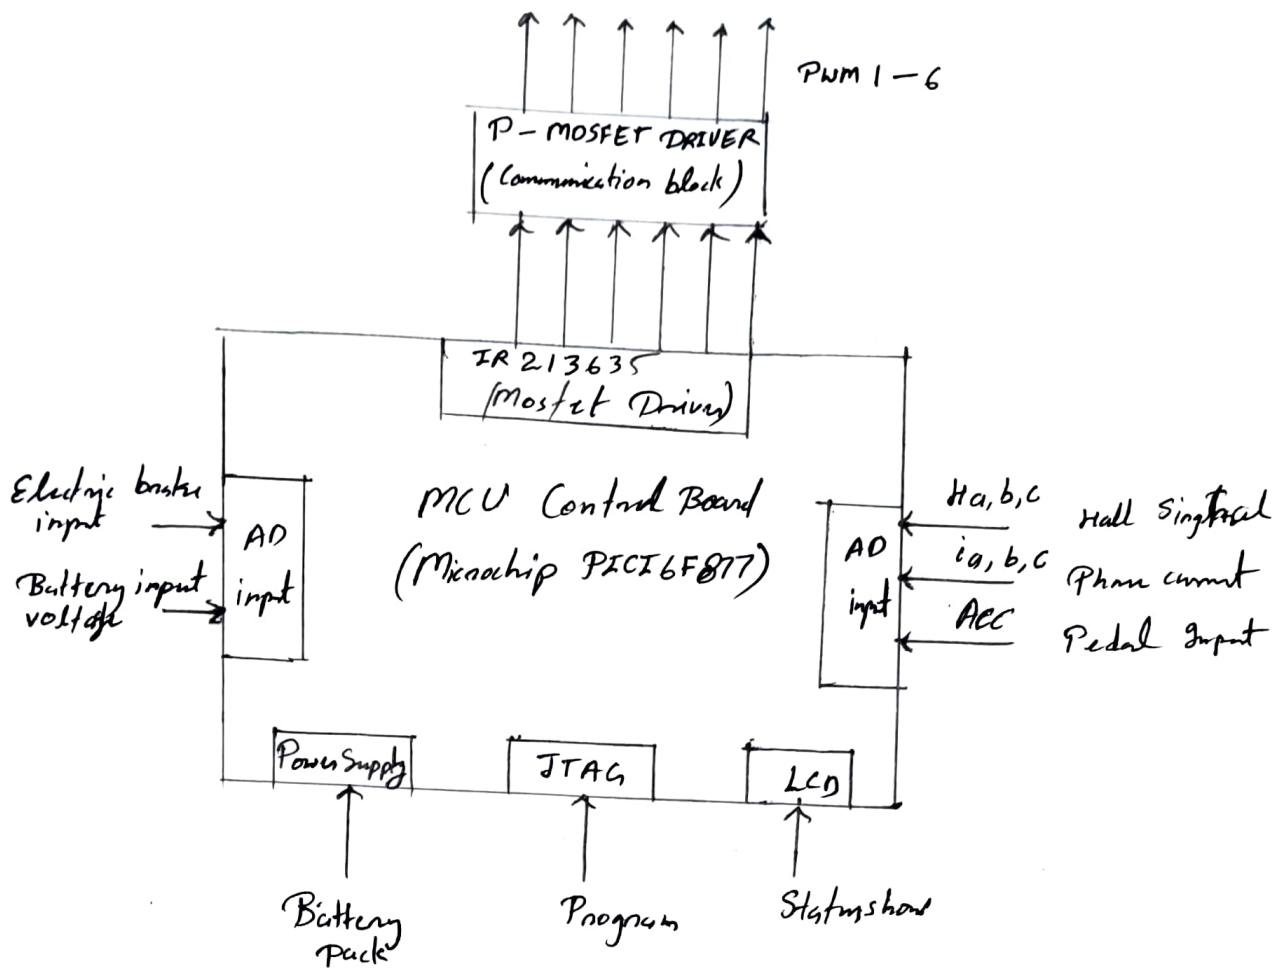 PWM 1 - 6
P - MOSFET DRIVER
(Communication block)
IR 213635
(Mosfet Driver)
MCU Control Board
(Microchip PIC16F877)
Electric brake
input
Battery input
voltage
AD
input
AD
input
Ha,b,c
Hall
ia,b,c
Phase current
Acc
Pedal Input
Power Supply
JTAG
LCD
Battery
pack
Program
Status show